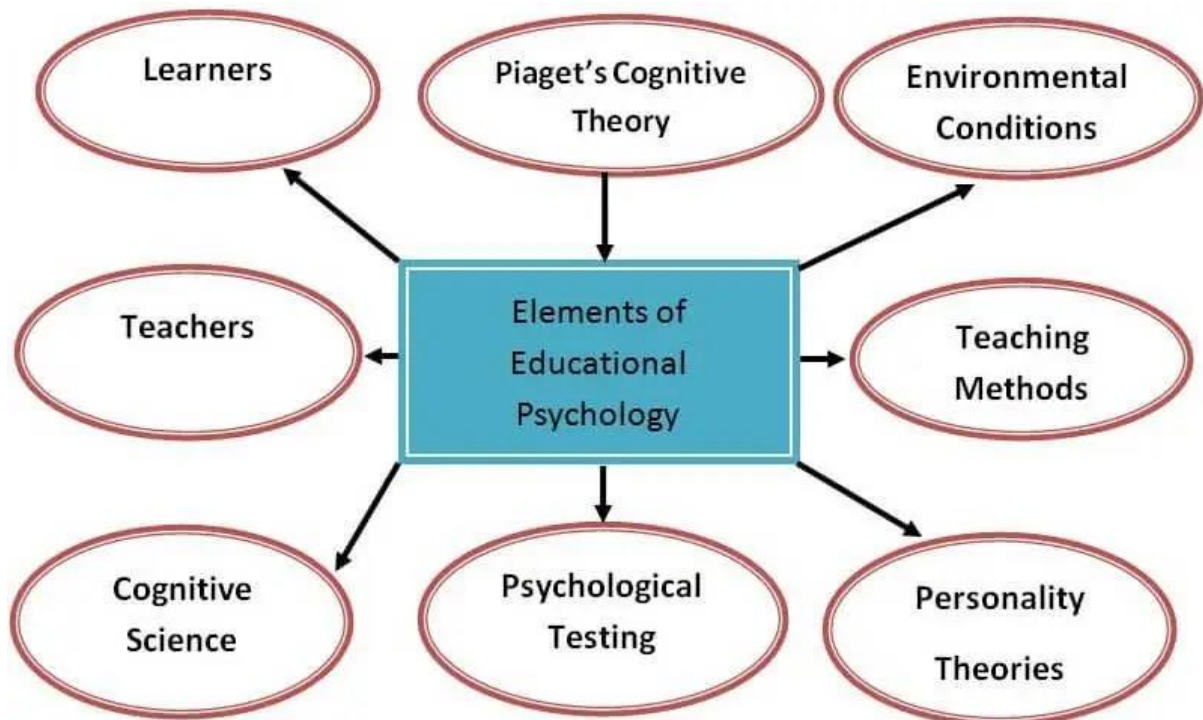 Learners
Piaget's Cognitive
Theory
Environmental
Conditions
Teachers
Elements of
Educational
Psychology
Teaching
Methods
Cognitive
Science
Psychological
Testing
Personality
Theories